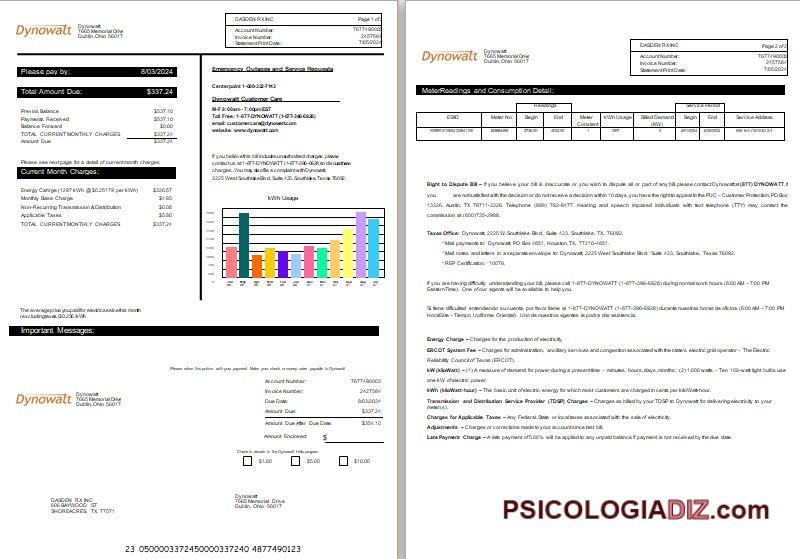 Dynowatt
Dynowatt
7665 Memorial Drive
Dublin, Ohio 56017
DASDEN RX INC
Page 1 of 2
Account Number: 7677490003
Invoice Number: 2427584
Statement Print Date: 7/05/2024
Please pay by: 8/03/2024
Total Amount Due: $337.24
Previous Balance $537.10
Payments Received $537.10
Balance Forward $0.00
TOTAL CURRENT MONTHLY CHARGES $337.24
Amount Due $337.24
Please see next page for detail of current month charges.
Current Month Charges:
Energy Cahrge (1297 kWh @ $0.25179 per kWh) $326.57
Monthly Base Charge $4.95
Non-Recurring Transmission & Distribution $0.08
Applicable Taxes $5.80
TOTAL CURRENT MONTHLY CHARGES $337.24
The average price you paid for electric service this month
(excluding taxes) $0.256 kWh
Emergency Outages and Service Requests
Centerpoint 1-800-332-7143
Dynowatt Customer Care
M-F 8:00am - 7:00pm EST
Toll Free: 1-877-DYNOWATT (1-877-396-6928)
email: customercare@dynowatt.com
website: www.dynowatt.com
If you believe this bill includes unauthorized charges, please
contact us at 1-877-DYNOWATT (1-877-396-6928) to discuss these
charges. You may also file a complaint with Dynowatt,
2225 West Southlake Blvd, Suite 423, Southlake, Texas 76092.
kWh Usage
Important Messages:
Please return this portion with your payment. Make your check or money order payable to Dynowatt
Dynowatt
Dynowatt
7665 Memorial Drive
Dublin, Ohio 56017
Account Number: 7677490003
Invoice Number: 2427584
Due Date: 8/03/2024
Amount Due: $337.24
Amount Due After Due Date: $354.10
Amount Enclosed: $
Check to donate to the Dynowatt Help program
$1.00 $5.00 $10.00
DASDEN RX INC
606 BAYWOOD ST
SHOREACRES, TX 77571
Dynowatt
7665 Memorial Drive
Dublin, Ohio 56017
23 0500003372450000337240 4877490123
Dynowatt
Dynowatt
7665 Memorial Drive
Dublin, Ohio 56017
DASDEN RX INC
Page 2 of 2
Account Number: 7677490003
Invoice Number: 2427584
Statement Print Date: 7/05/2024
Meter Readings and Consumption Detail:
Readings Service Period
ESIID Meter No. Begin End Meter Constant kWh Usage Billed Demand (KW) Begin End Service Address
Right to Dispute Bill – If you believe your bill is inaccurate or you wish to dispute all or part of any bill, please contact Dynowatt at (877) DYNOWATT. If
you are not satisfied with the decision or do not receive a decision within 10 days, you have the rights to appeal to the PUC – Customer Protection, PO Box
13326, Austin, TX 78711-3326. Telephone (888) 782-8477. Hearing and speech impaired individuals with text telephone (TTY) may contact the
commission at (800)735-2988.
Texas Office: Dynowatt, 2225 W. Southlake Blvd, Suite 423, Southlake, TX, 76092.
*Mail payments to: Dynowatt, PO Box 4851, Houston, TX, 77210-4851.
*Mail notes and letters in a separate envelope to: Dynowatt, 2225 West Southlake Blvd, Suite 423, Southlake, Texas, 76092.
*REP Certification: 10078.
If you are having difficulty understanding your bill, please call 1-877-DYNOWATT (1-877-396-6928) during normal work hours (8:00 AM - 7:00 PM
Eastern Time). One of our agents will be available to help you.
Si tiene dificultad entendiendo su cuenta, por favor llame al 1-877-DYNOWATT (1-877-396-6928) durante nuestras horas de oficina (8:00 AM – 7:00 PM
Hora Este - Tiempo Uniforme Oriental). Uno de nuestros agentes le podra dar asistencia.
Energy Charge – Charges for the production of electricity.
ERCOT System Fee – Charges for administration, ancillary services and congestion associated with the state's electric grid operator – The Electric
Reliability Council of Texas (ERCOT).
kW (kiloWatt) – (1) A measure of demand for power during a preset time – minutes, hours, days, months; (2) 1,000 watts. – Ten 100-watt light bulbs use
one kW of electric power.
kWh (kiloWatt-hour) – The basic unit of electric energy for which most customers are charged in cents per kiloWatt-hour.
Transmission and Distribution Service Provider (TDSP) Charges – Charges as billed by your TDSP to Dynowatt for delivering electricity to your
meter(s).
Charges for Applicable Taxes – Any Federal, State or local taxes associated with the sale of electricity.
Adjustments – Charges or corrections made to your account since last bill.
Late Payment Charge – A late payment of 5.00% will be applied to any unpaid balance if payment is not received by the due date.
PSICOLOGIADIZ.com